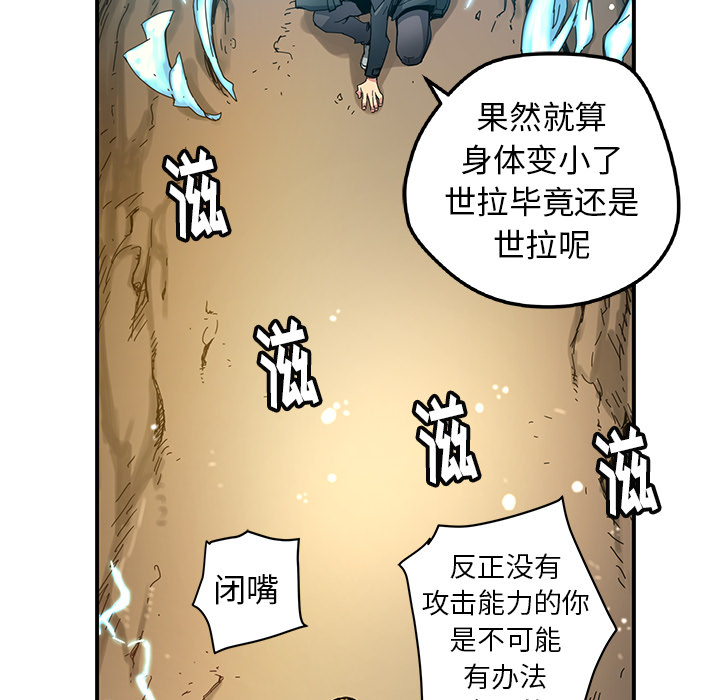 果然就算
身体变小了
世拉毕竟还是
世拉呢
滋
滋
滋
滋
闭嘴
反正没有
攻击能力的你
是不可能
有办法